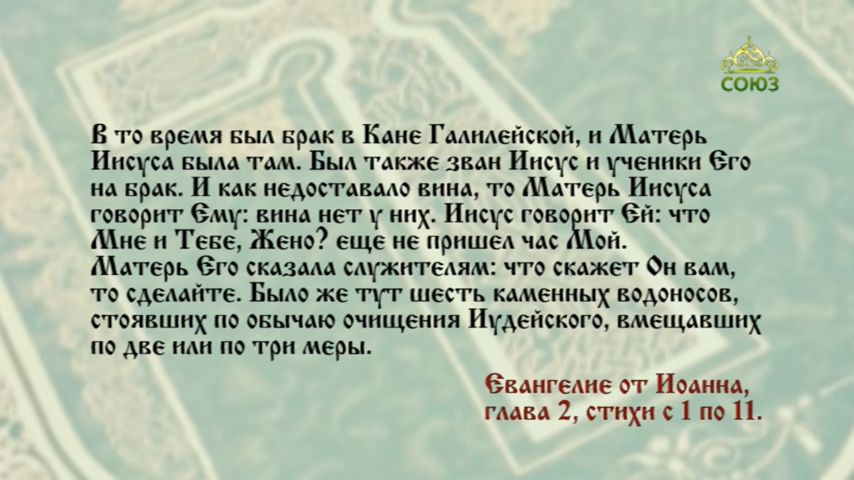 СОЮЗ
В то время был брак в Кане Галилейской, и Матерь
Иисуса была там. Был также зван Иисус и ученики Его
на брак. И как недоставало вина, то Матерь Иисуса
говорит Ему: вина нет у них. Иисус говорит Ей: что
Мне и Тебе, Жено? еще не пришел час Мой.
Матерь Его сказала служителям: что скажет Он вам,
то сделайте. Было же тут шесть каменных водоносов,
стоявших по обычаю очищения Иудейского, вмещавших
по две или по три меры.
Евангелие от Иоанна,
глава 2, стихи с 1 по 11.